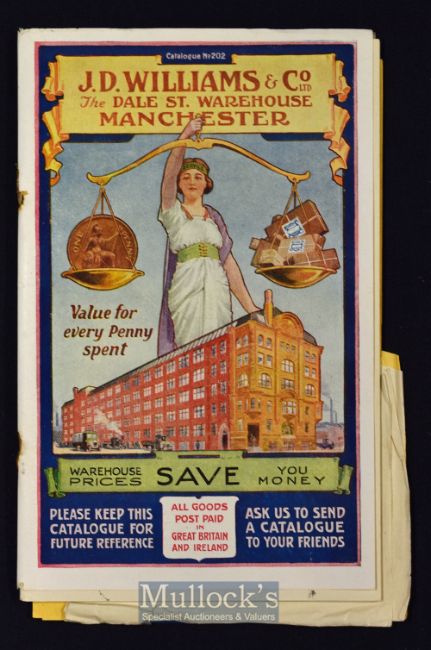 Catalogue No 202
J.D. WILLIAMS & Co LTD
The DALE ST. WAREHOUSE
MANCHESTER
ONE PENNY
Value for
every Penny
spent
WAREHOUSE PRICES SAVE YOU MONEY
PLEASE KEEP THIS
CATALOGUE FOR
FUTURE REFERENCE
ALL GOODS
POST PAID
IN
GREAT BRITAIN
AND IRELAND
ASK US TO SEND
A CATALOGUE
TO YOUR FRIENDS
Mullock's
Specialist Auctioneers & Valuers